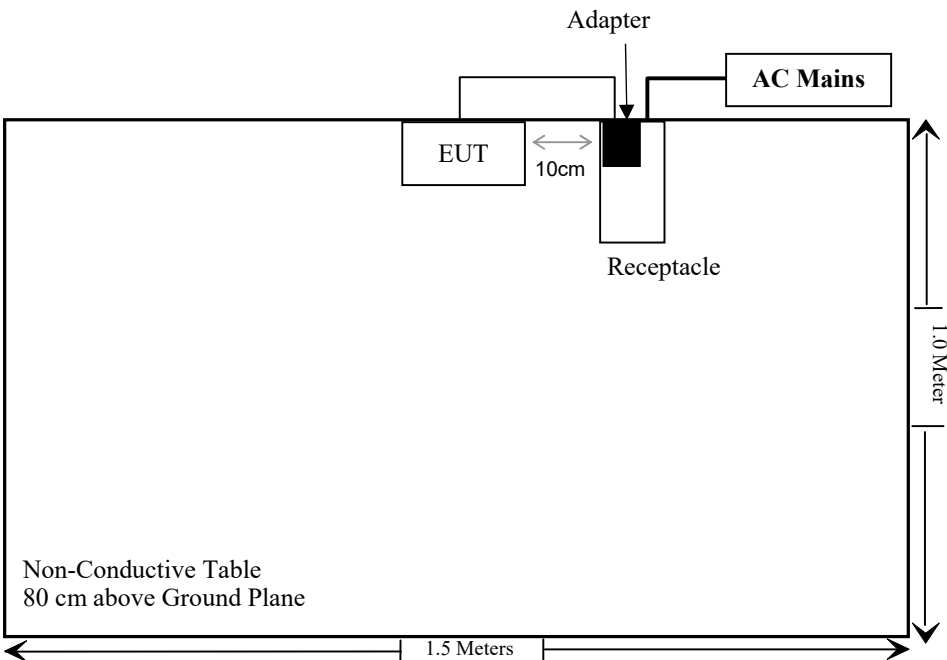 Adapter
AC Mains
EUT
10cm
Receptacle
1.0 Meter
Non-Conductive Table
80 cm above Ground Plane
1.5 Meters